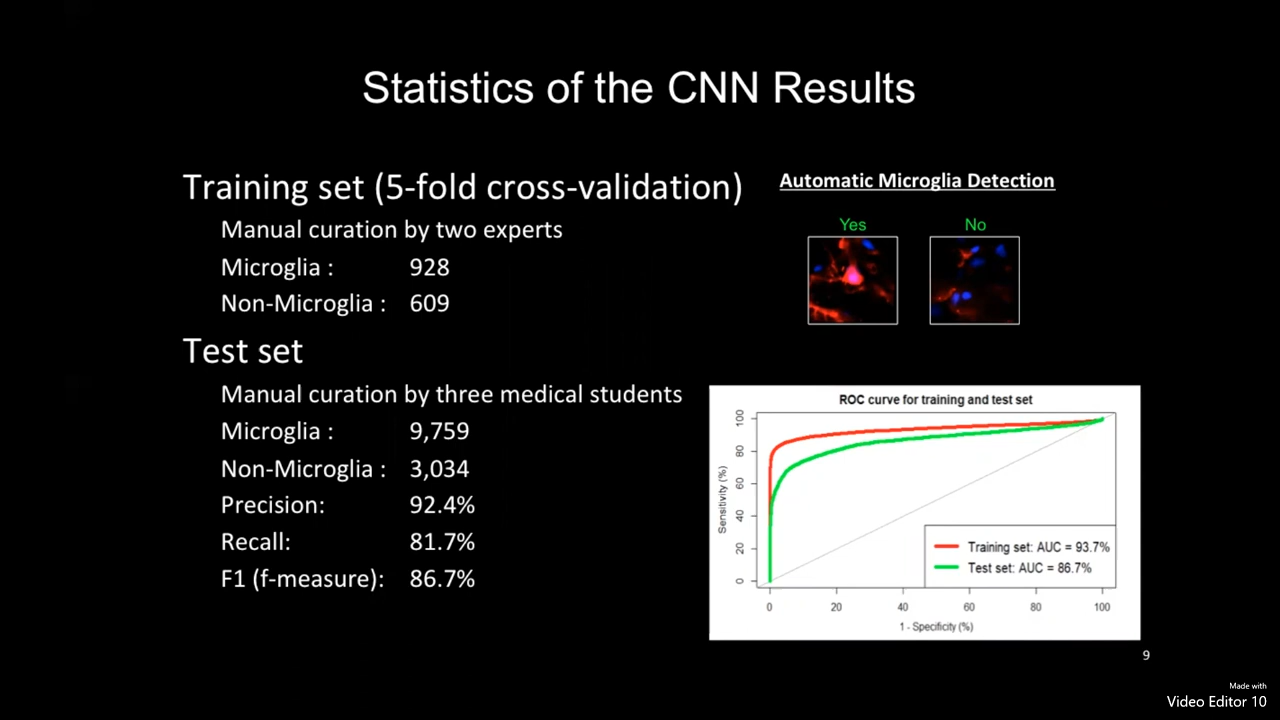 Statistics of the CNN Results
Training set (5-fold cross-validation)
Manual curation by two experts
Microglia : 928
Non-Microglia : 609
Test set
Manual curation by three medical students
Microglia : 9,759
Non-Microglia : 3,034
Precision: 92.4%
Recall: 81.7%
F1 (f-measure): 86.7%
Automatic Microglia Detection
Yes No
ROC curve for training and test set
Sensitivity (%)
100
80
60
40
20
0
Training set: AUC = 93.7%
Test set: AUC = 86.7%
0 20 40 60 80 100
1 - Specificity (%)
9
Made with
Video Editor 10